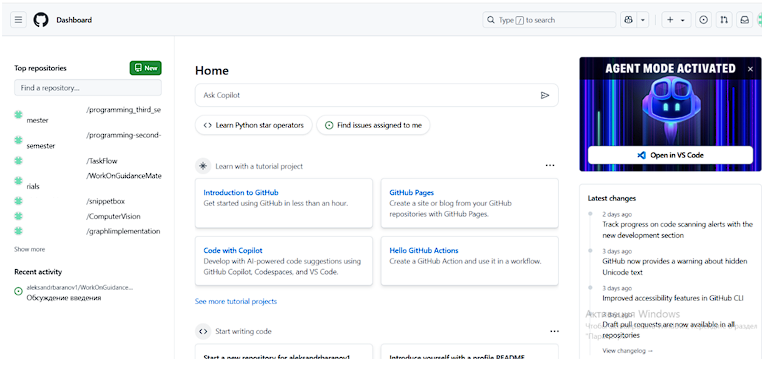 Dashboard
Type / to search
Top repositories
New
Find a repository...
/programming_third_se
mester
/programming-second-
semester
/TaskFlow
/WorkOnGuidanceMate
rials
/snippetbox
/ComputerVision
/graphIimplementation
Show more
Recent activity
aleksandrbaranov1/WorkOnGuidance...
Обсуждение введения
Home
Ask Copilot
Learn Python star operators
Find issues assigned to me
Learn with a tutorial project
Introduction to GitHub
Get started using GitHub in less than an hour.
GitHub Pages
Create a site or blog from your GitHub
repositories with GitHub Pages.
Code with Copilot
Develop with AI-powered code suggestions using
GitHub Copilot, Codespaces, and VS Code.
Hello GitHub Actions
Create a GitHub Action and use it in a workflow.
See more tutorial projects
Start writing code
Start a new repository for aleksandrbaranov1
Introduce yourself with a profile README
AGENT MODE ACTIVATED
Open in VS Code
Latest changes
2 days ago
Track progress on code scanning alerts with the
new development section
3 days ago
GitHub now provides a warning about hidden
Unicode text
3 days ago
Improved accessibility features in GitHub CLI
3 days ago
Draft pull requests are now available in all
repositories
View changelog →
Активация Windows